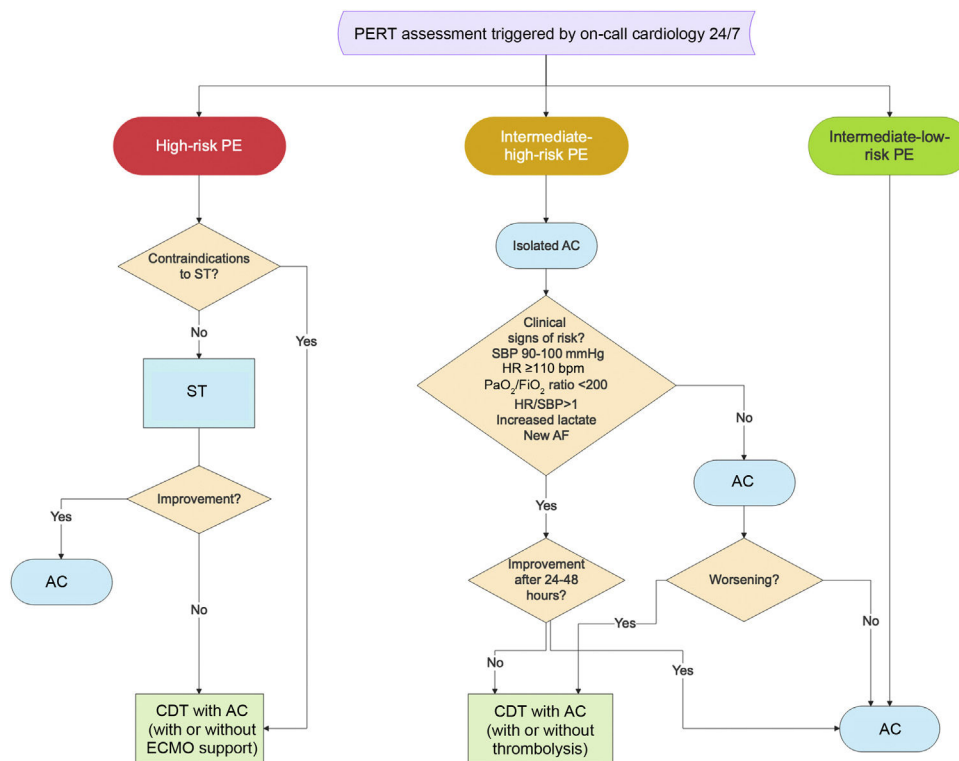 PERT assessment triggered by on-call cardiology 24/7
High-risk PE
Intermediate-
high-risk PE
Intermediate-low-
risk PE
Contraindications
to ST?
Isolated AC
No
Yes
ST
Clinical
signs of risk?
SBP 90-100 mmHg
HR ≥110 bpm
PaO₂/FiO₂ ratio <200
HR/SBP>1
Increased lactate
New AF
No
AC
Improvement?
Yes
AC
No
Yes
Improvement
after 24-48
hours?
Worsening?
Yes
No
No
Yes
CDT with AC
(with or without
ECMO support)
CDT with AC
(with or without
thrombolysis)
AC